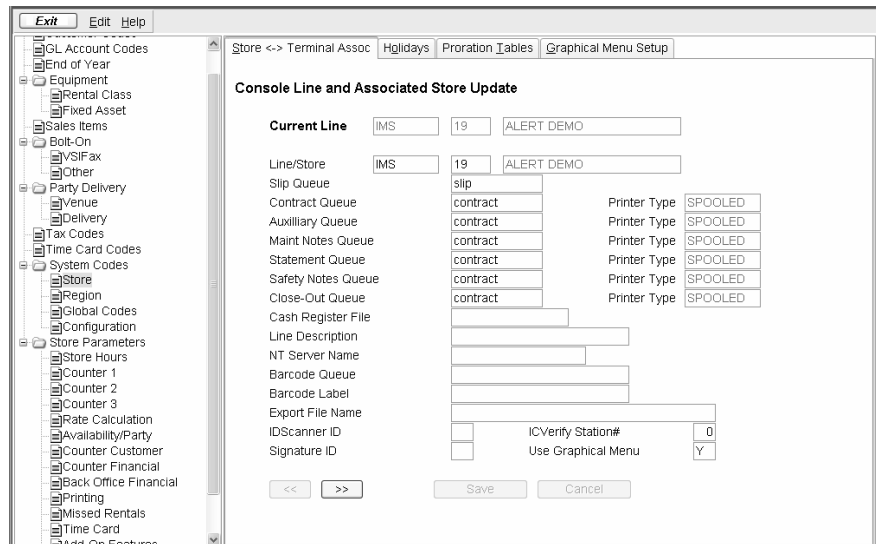 Exit Edit Help
Customer Codes
GL Account Codes
End of Year
Equipment
Rental Class
Fixed Asset
Sales Items
Bolt-On
VSIFax
Other
Party Delivery
Venue
Delivery
Tax Codes
Time Card Codes
System Codes
Store
Region
Global Codes
Configuration
Store Parameters
Store Hours
Counter 1
Counter 2
Counter 3
Rate Calculation
Availability/Party
Counter Customer
Counter Financial
Back Office Financial
Printing
Missed Rentals
Time Card
Add-On Features
Store <-> Terminal Assoc Holidays Proration Tables Graphical Menu Setup
Console Line and Associated Store Update
Current Line IMS 19 ALERT DEMO
Line/Store IMS 19 ALERT DEMO
Slip Queue slip
Contract Queue contract Printer Type SPOOLED
Auxilliary Queue contract Printer Type SPOOLED
Maint Notes Queue contract Printer Type SPOOLED
Statement Queue contract Printer Type SPOOLED
Safety Notes Queue contract Printer Type SPOOLED
Close-Out Queue contract Printer Type SPOOLED
Cash Register File
Line Description
NT Server Name
Barcode Queue
Barcode Label
Export File Name
IDScanner ID ICVerify Station# 0
Signature ID Use Graphical Menu Y
<< >> Save Cancel